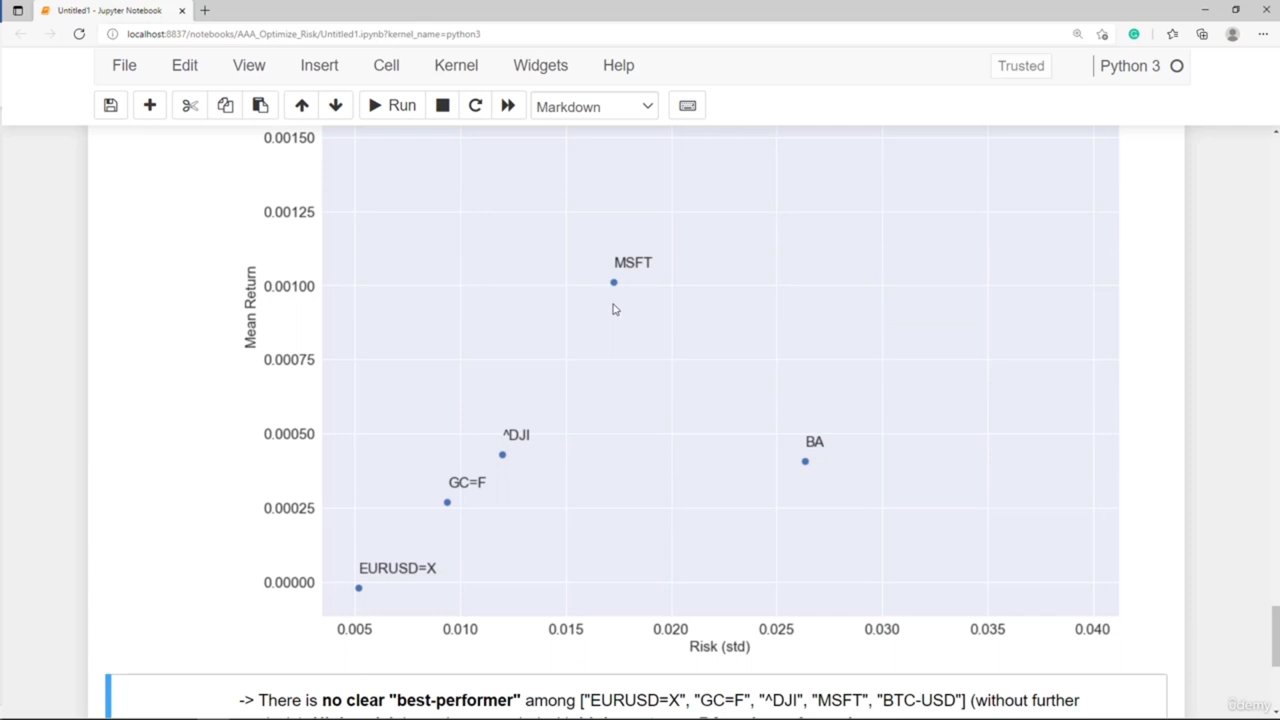 Untitled1 - Jupyter Notebook
localhost:8837/notebooks/AAA_Optimize_Risk/Untitled1.ipynb?kernel_name=python3
File Edit View Insert Cell Kernel Widgets Help Trusted Python 3
Run Markdown
0.00150
0.00125
MSFT
0.00100
Mean Return
0.00075
0.00050
^DJI
BA
GC=F
0.00025
EURUSD=X
0.00000
0.005 0.010 0.015 0.020 0.025 0.030 0.035 0.040
Risk (std)
-> There is no clear "best-performer" among ["EURUSD=X", "GC=F", "^DJI", "MSFT", "BTC-USD"] (without further
ûdemy